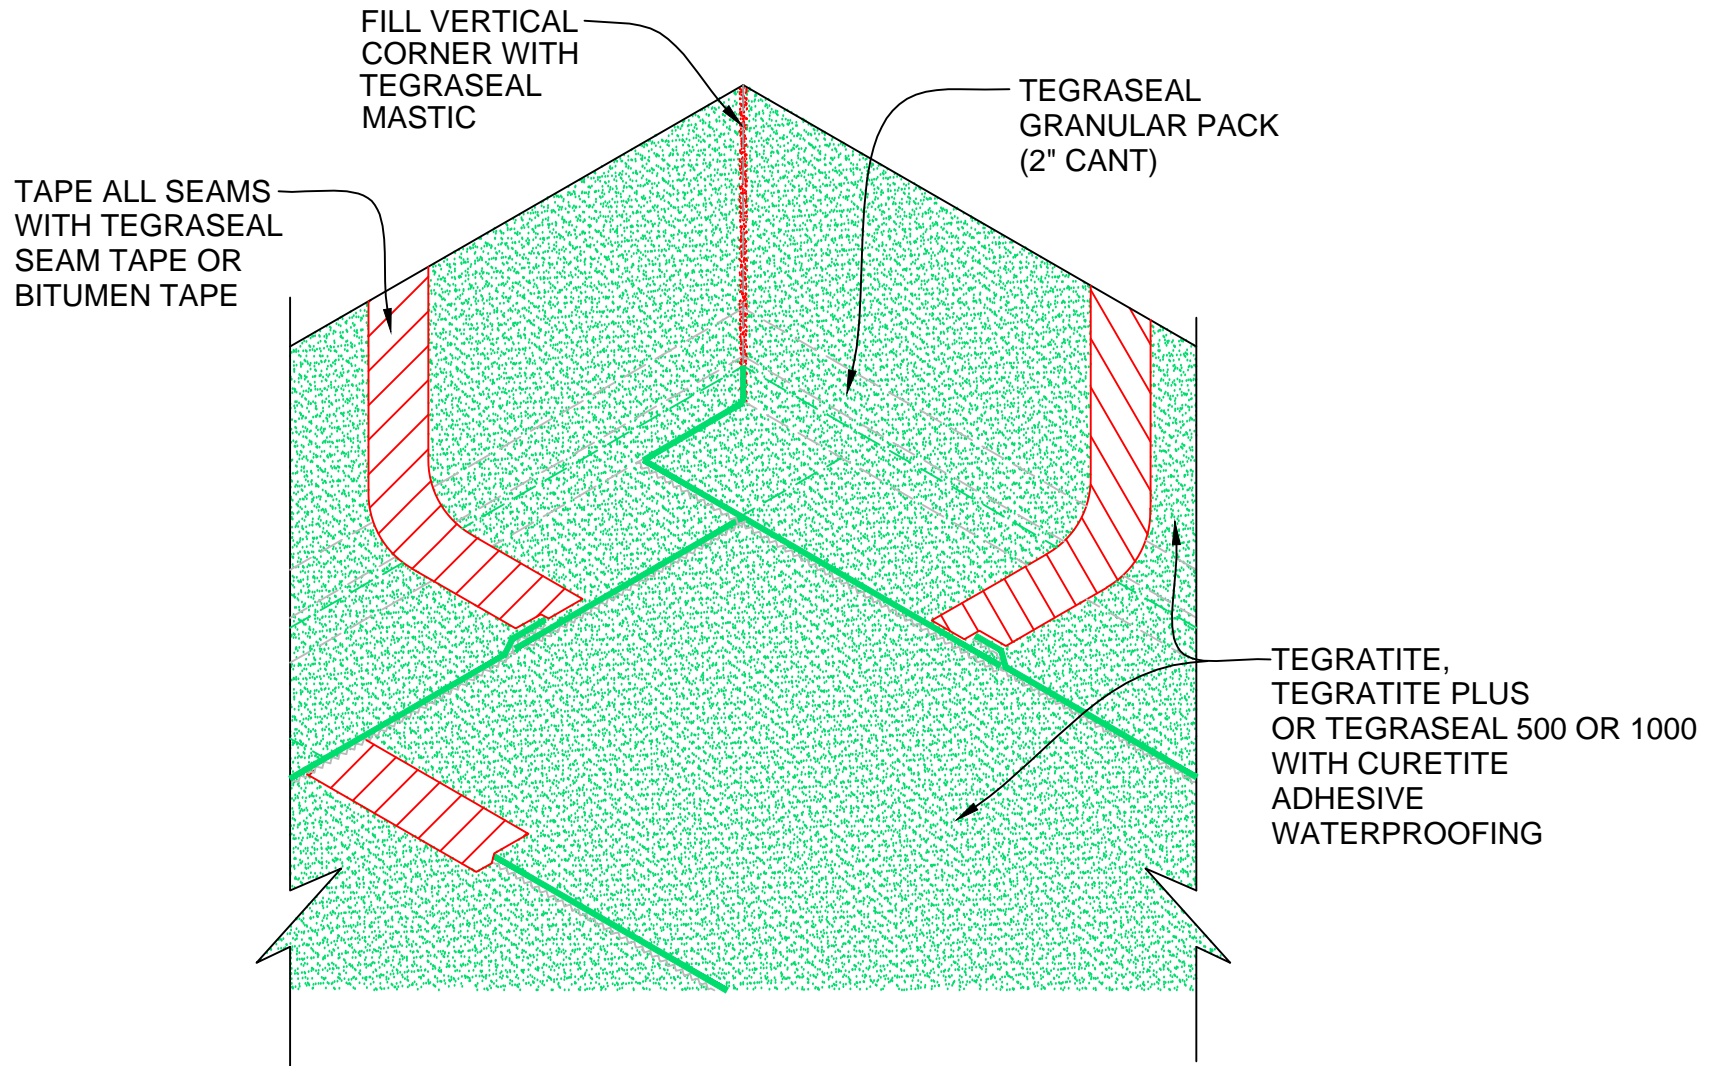 FILL VERTICAL
CORNER WITH
TEGRASEAL
MASTIC
TEGRASEAL
GRANULAR PACK
(2" CANT)
TAPE ALL SEAMS
WITH TEGRASEAL
SEAM TAPE OR
BITUMEN TAPE
TEGRATITE,
TEGRATITE PLUS
OR TEGRASEAL 500 OR 1000
WITH CURETITE
ADHESIVE
WATERPROOFING